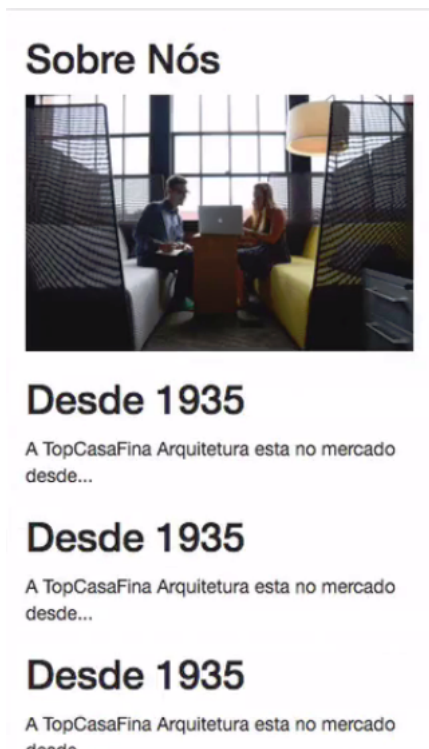 Sobre Nós
Desde 1935
A TopCasaFina Arquitetura esta no mercado
desde...
Desde 1935
A TopCasaFina Arquitetura esta no mercado
desde...
Desde 1935
A TopCasaFina Arquitetura esta no mercado